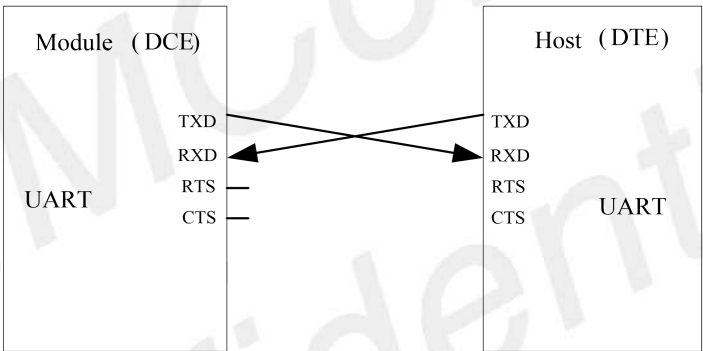 Module (DCE)
Host (DTE)
TXD
TXD
RXD
RXD
RTS
RTS
UART
UART
CTS
CTS